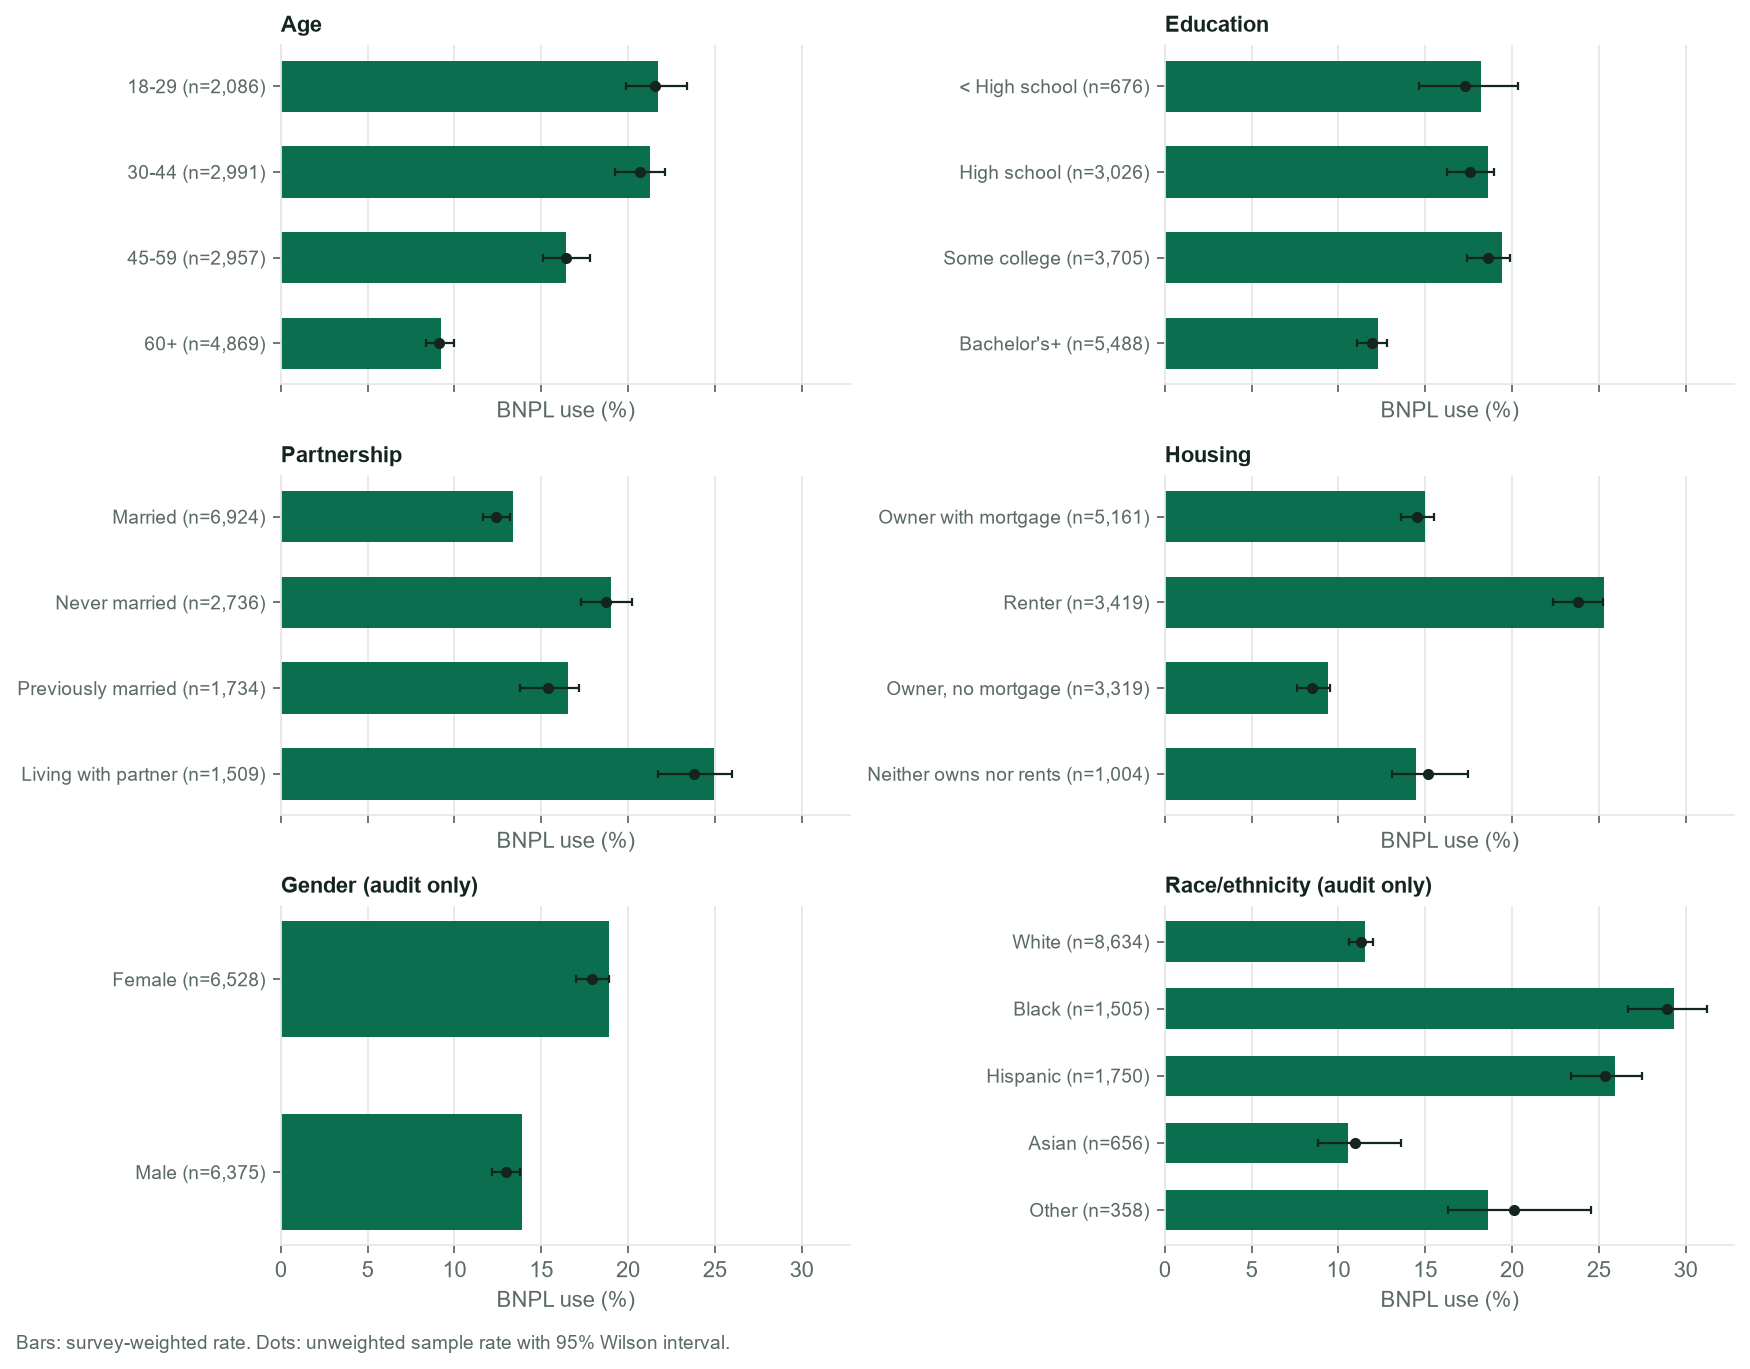 Age
18-29 (n=2,086)
30-44 (n=2,991)
45-59 (n=2,957)
60+ (n=4,869)
BNPL use (%)
Education
< High school (n=676)
High school (n=3,026)
Some college (n=3,705)
Bachelor's+ (n=5,488)
BNPL use (%)
Partnership
Married (n=6,924)
Never married (n=2,736)
Previously married (n=1,734)
Living with partner (n=1,509)
BNPL use (%)
Housing
Owner with mortgage (n=5,161)
Renter (n=3,419)
Owner, no mortgage (n=3,319)
Neither owns nor rents (n=1,004)
BNPL use (%)
Gender (audit only)
Female (n=6,528)
Male (n=6,375)
0 5 10 15 20 25 30
BNPL use (%)
Race/ethnicity (audit only)
White (n=8,634)
Black (n=1,505)
Hispanic (n=1,750)
Asian (n=656)
Other (n=358)
0 5 10 15 20 25 30
BNPL use (%)
Bars: survey-weighted rate. Dots: unweighted sample rate with 95% Wilson interval.